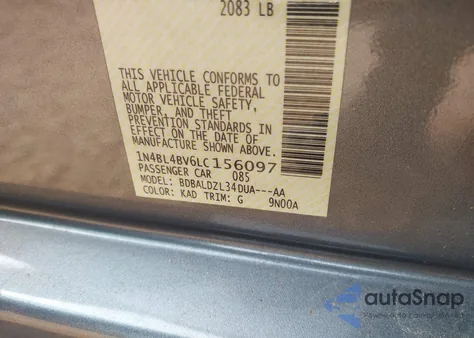 2083 LB
THIS VEHICLE CONFORMS TO
ALL APPLICABLE FEDERAL
MOTOR VEHICLE SAFETY,
BUMPER, AND THEFT
PREVENTION STANDARDS IN
EFFECT ON THE DATE OF
MANUFACTURE SHOWN ABOVE.
1N4BL4BV6LC156097
PASSENGER CAR 085
MODEL: BDBALDZL34DUA---AA
COLOR: KAD TRIM: G 9N00A
autoSnap